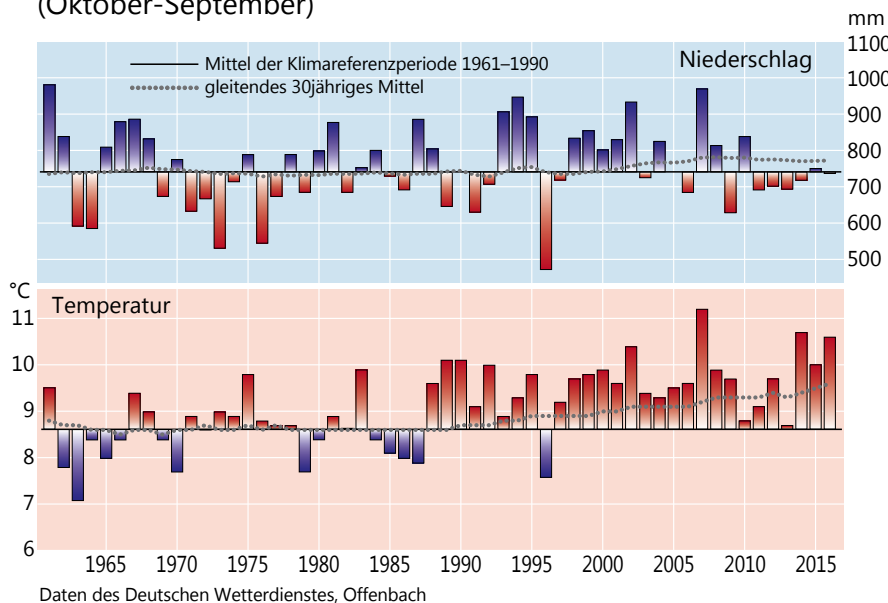 (Oktober-September)
mm
Mittel der Klimareferenzperiode 1961–1990
gleitendes 30jähriges Mittel
Niederschlag
1100
1000
900
800
700
600
500
°C
Temperatur
11
10
9
8
7
6
1965 1970 1975 1980 1985 1990 1995 2000 2005 2010 2015
Daten des Deutschen Wetterdienstes, Offenbach